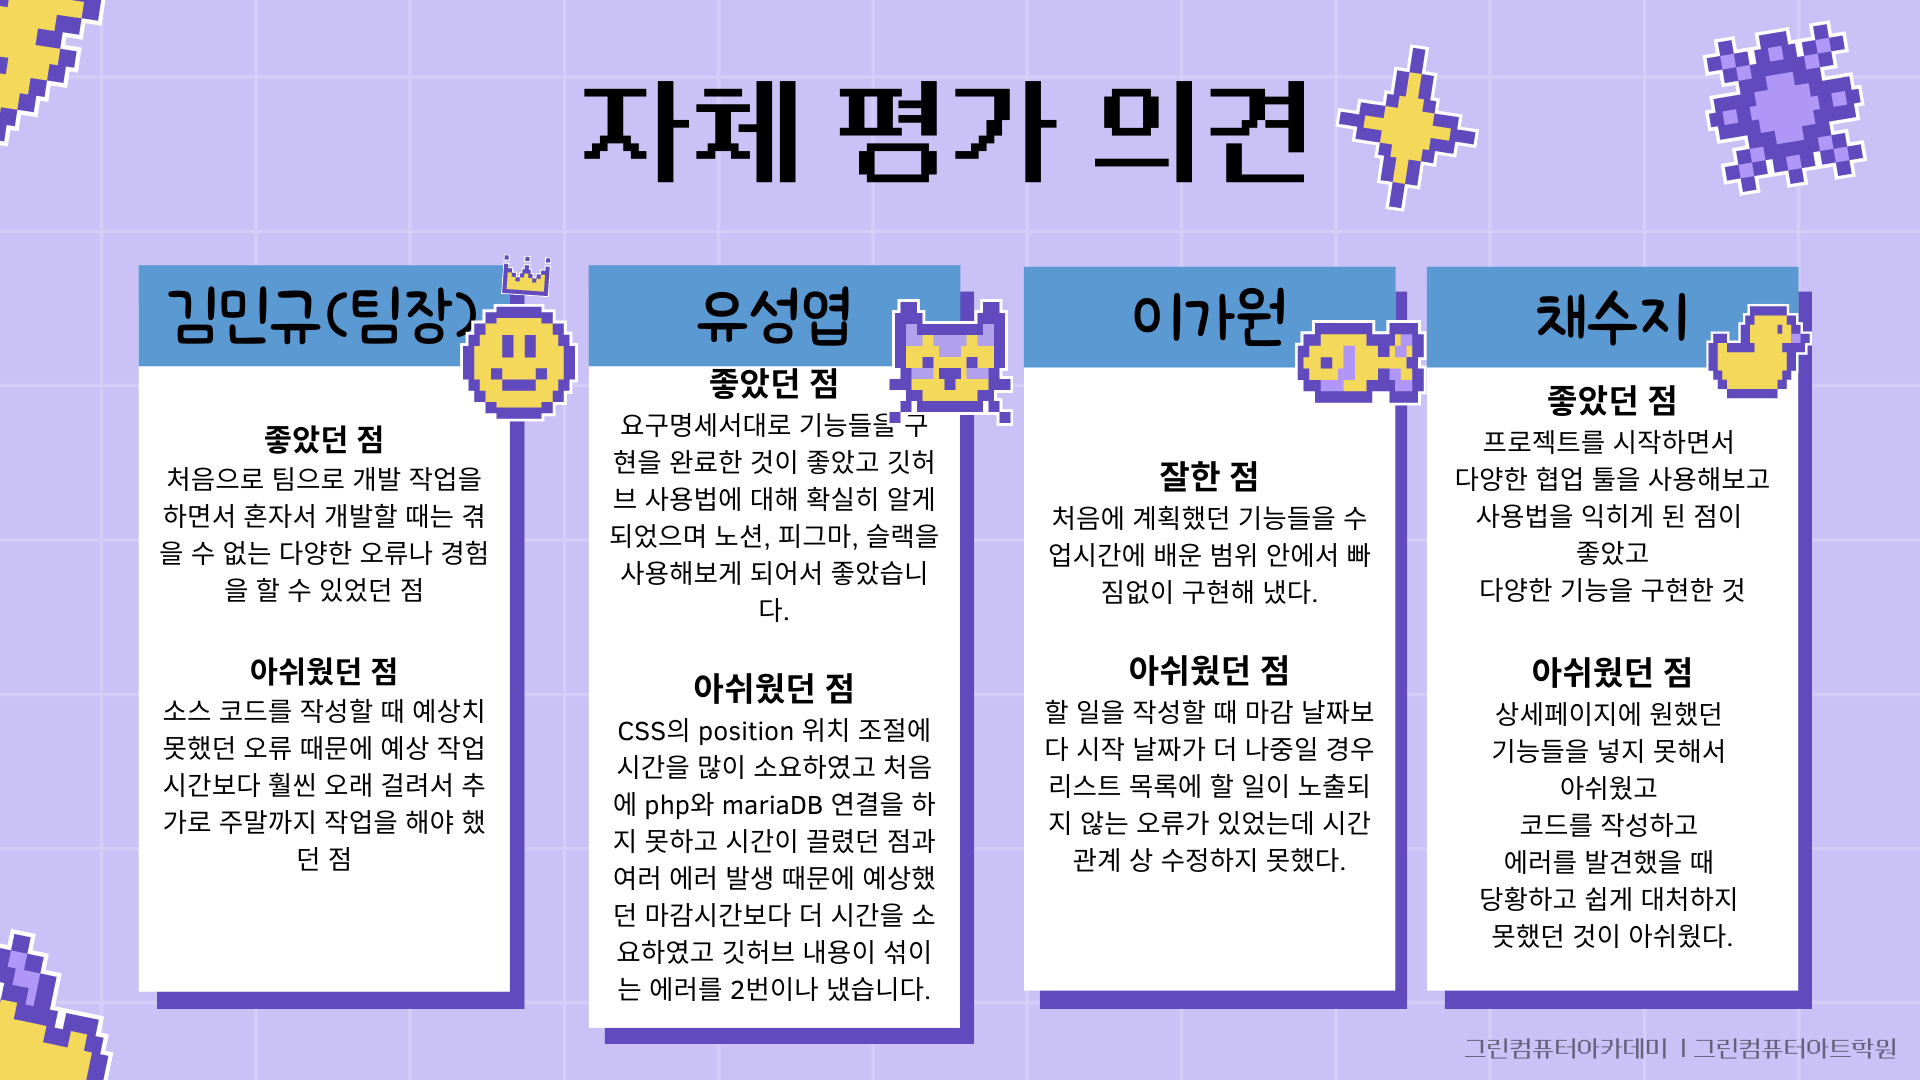 자체 평가 의견
김민규(팀장)
좋았던 점
처음으로 팀으로 개발 작업을
하면서 혼자서 개발할 때는 겪
을 수 없는 다양한 오류나 경험
을 할 수 있었던 점
아쉬웠던 점
소스 코드를 작성할 때 예상치
못했던 오류 때문에 예상 작업
시간보다 훨씬 오래 걸려서 추
가로 주말까지 작업을 해야 했
던 점
유성엽
좋았던 점
요구명세서대로 기능들을 구
현을 완료한 것이 좋았고 깃허
브 사용법에 대해 확실히 알게
되었으며 노션, 피그마, 슬랙을
사용해보게 되어서 좋았습니
다.
아쉬웠던 점
CSS의 position 위치 조절에
시간을 많이 소요하였고 처음
에 php와 mariaDB 연결을 하
지 못하고 시간이 끌렸던 점과
여러 에러 발생 때문에 예상했
던 마감시간보다 더 시간을 소
요하였고 깃허브 내용이 섞이
는 에러를 2번이나 냈습니다.
이가원
잘한 점
처음에 계획했던 기능들을 수
업시간에 배운 범위 안에서 빠
짐없이 구현해 냈다.
아쉬웠던 점
할 일을 작성할 때 마감 날짜보
다 시작 날짜가 더 나중일 경우
리스트 목록에 할 일이 노출되
지 않는 오류가 있었는데 시간
관계 상 수정하지 못했다.
채수지
좋았던 점
프로젝트를 시작하면서
다양한 협업 툴을 사용해보고
사용법을 익히게 된 점이
좋았고
다양한 기능을 구현한 것
아쉬웠던 점
상세페이지에 원했던
기능들을 넣지 못해서
아쉬웠고
코드를 작성하고
에러를 발견했을 때
당황하고 쉽게 대처하지
못했던 것이 아쉬웠다.
그린컴퓨터아카데미 | 그린컴퓨터아트학원